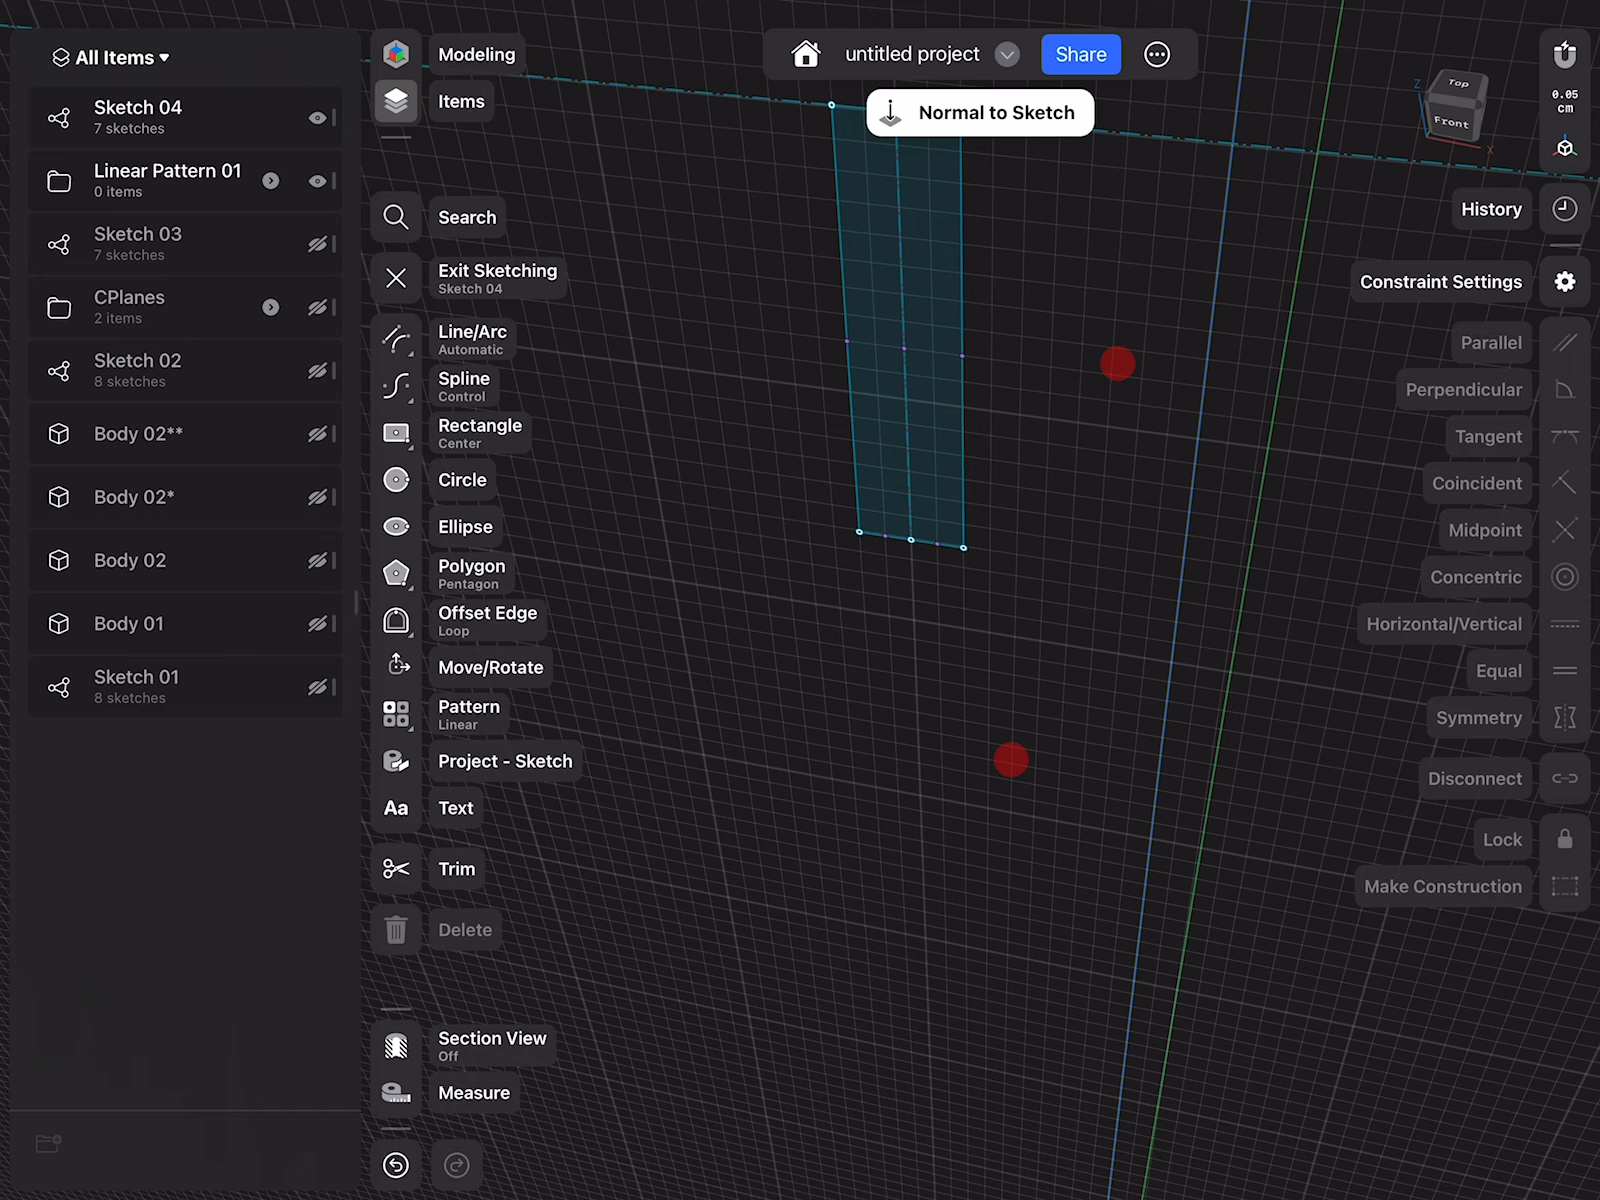 All Items
Sketch 04
7 sketches
Linear Pattern 01
0 items
Sketch 03
7 sketches
CPlanes
2 items
Sketch 02
8 sketches
Body 02**
Body 02*
Body 02
Body 01
Sketch 01
8 sketches
Modeling
Items
Search
Exit Sketching
Sketch 04
Line/Arc
Automatic
Spline
Control
Rectangle
Center
Circle
Ellipse
Polygon
Pentagon
Offset Edge
Loop
Move/Rotate
Pattern
Linear
Project - Sketch
Aa Text
Trim
Delete
Section View
Off
Measure
untitled project
Share
Normal to Sketch
Z
Top
Front
X
0.05
cm
History
Constraint Settings
Parallel
Perpendicular
Tangent
Coincident
Midpoint
Concentric
Horizontal/Vertical
Equal
Symmetry
Disconnect
Lock
Make Construction